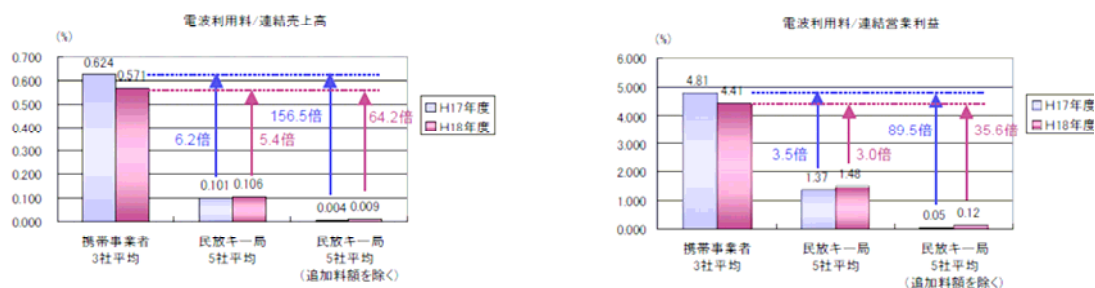 電波利用料/連結売上高
(%)
0.700
0.600
0.500
0.400
0.300
0.200
0.100
0.000
0.624
0.571
6.2倍
5.4倍
156.5倍
64.2倍
0.101
0.106
0.004
0.009
H17年度
H18年度
携帯事業者
3社平均
民放キー局
5社平均
民放キー局
5社平均
(追加料額を除く)
電波利用料/連結営業利益
(%)
6.000
5.000
4.000
3.000
2.000
1.000
0.000
4.81
4.41
3.5倍
3.0倍
89.5倍
35.6倍
1.37
1.48
0.05
0.12
H17年度
H18年度
携帯事業者
3社平均
民放キー局
5社平均
民放キー局
5社平均
(追加料額を除く)